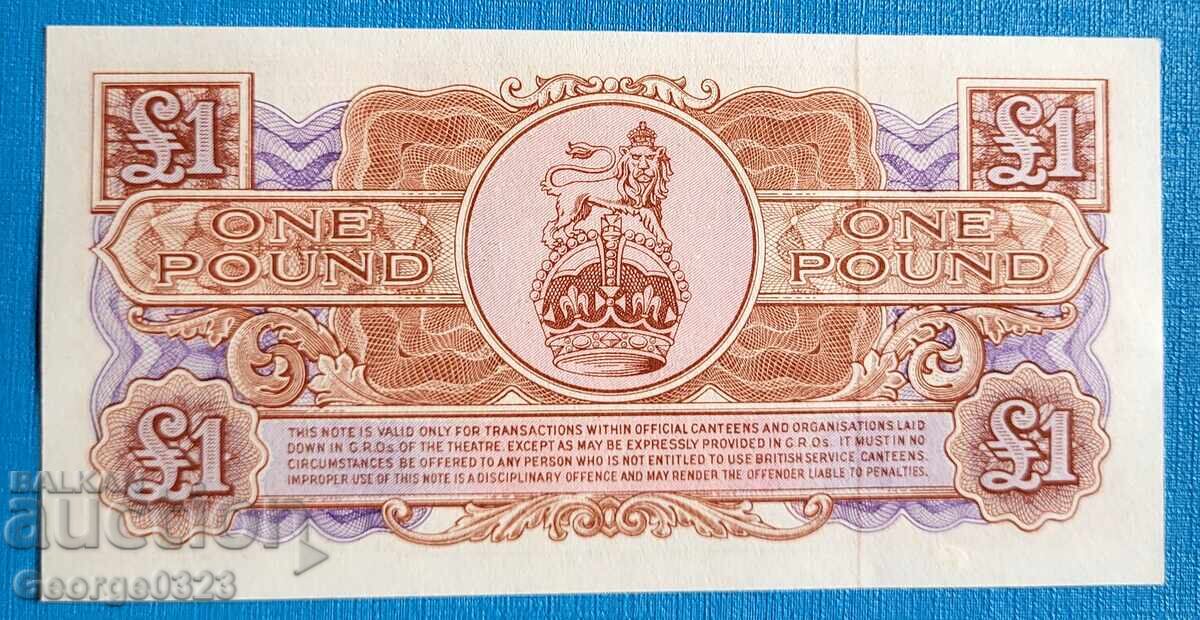 £1 £1
ONE POUND ONE POUND
£1 £1
THIS NOTE IS VALID ONLY FOR TRANSACTIONS WITHIN OFFICIAL CANTEENS AND ORGANISATIONS LAID
DOWN IN G.R.Os OF THE THEATRE. EXCEPT AS MAY BE EXPRESSLY PROVIDED IN G.R.Os. IT MUST IN NO
CIRCUMSTANCES BE OFFERED TO ANY PERSON WHO IS NOT ENTITLED TO USE BRITISH SERVICE CANTEENS.
IMPROPER USE OF THIS NOTE IS A DISCIPLINARY OFFENCE AND MAY RENDER THE OFFENDER LIABLE TO PENALTIES.
BALKAN
auction
George0323